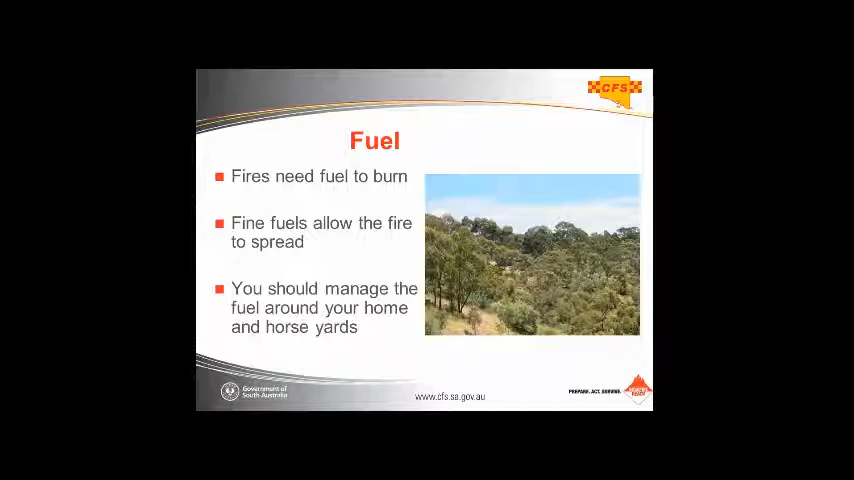 CFS
Fuel
Fires need fuel to burn
Fine fuels allow the fire
to spread
You should manage the
fuel around your home
and horse yards
Government of
South Australia
www.cfs.sa.gov.au
PREPARE. ACT. SURVIVE.